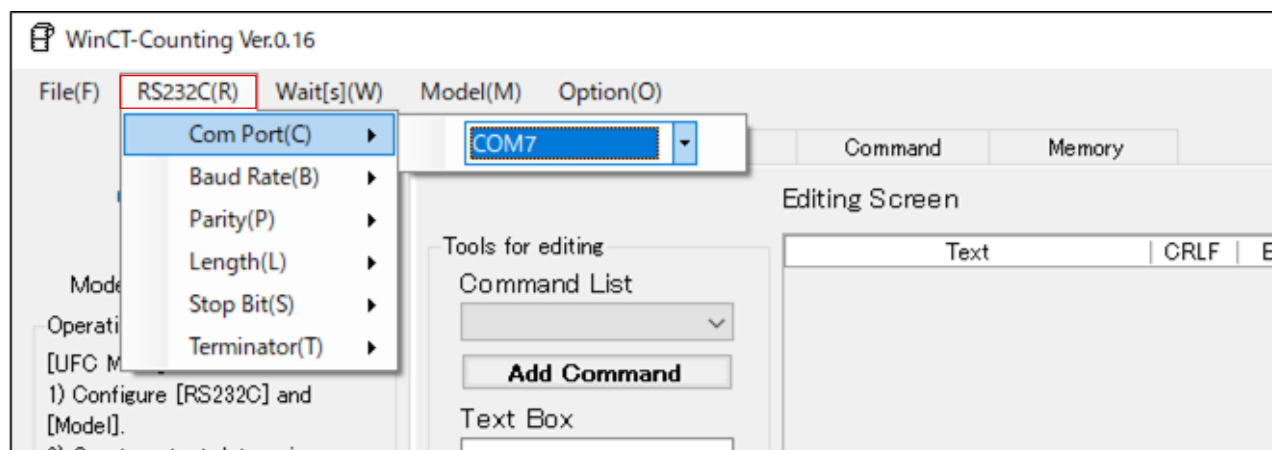 WinCT-Counting Ver.0.16
File(F) RS232C(R) Wait[s](W) Model(M) Option(O)
Com Port(C)
COM7
Baud Rate(B)
Parity(P)
Length(L)
Stop Bit(S)
Terminator(T)
Command Memory
Editing Screen
Text CRLF
Tools for editing
Command List
Add Command
Text Box
[UFC
1) Configure [RS232C] and
[Model].